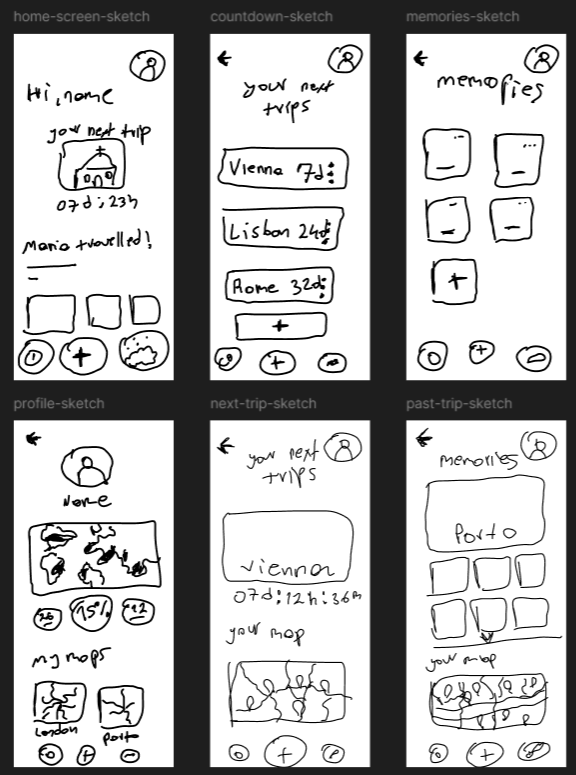 home-screen-sketch
Hi, name
your next trip
07d:23h
Maria travelled!
+
countdown-sketch
your next
trips
Vienna 7d
Lisbon 24d
Rome 32d
+
+
memories-sketch
memories
+
+
profile-sketch
Name
75%
My maps
London
Porto
+
next-trip-sketch
your next
trips
Vienna
07d:12h:36m
your map
+
past-trip-sketch
memories
Porto
your map
+